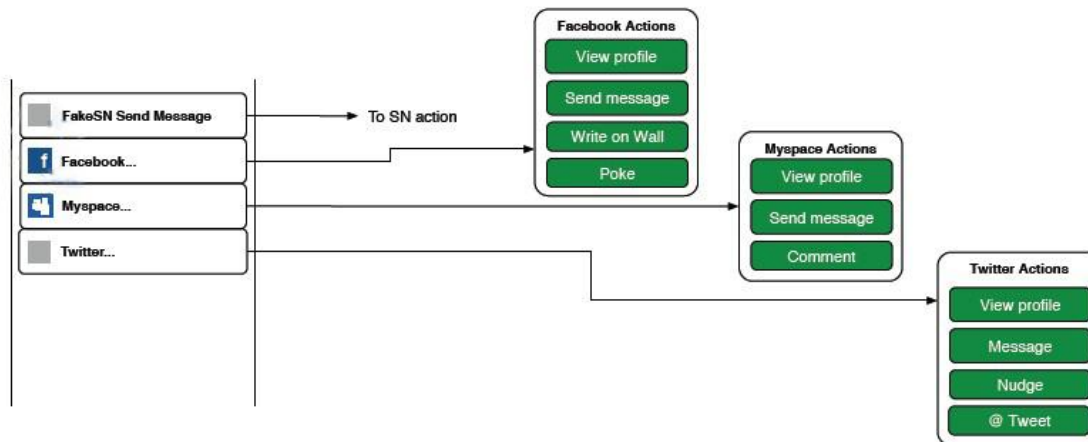 FakeSN Send Message
To SN action
Facebook...
Myspace...
Twitter...
Facebook Actions
View profile
Send message
Write on Wall
Poke
Myspace Actions
View profile
Send message
Comment
Twitter Actions
View profile
Message
Nudge
@ Tweet